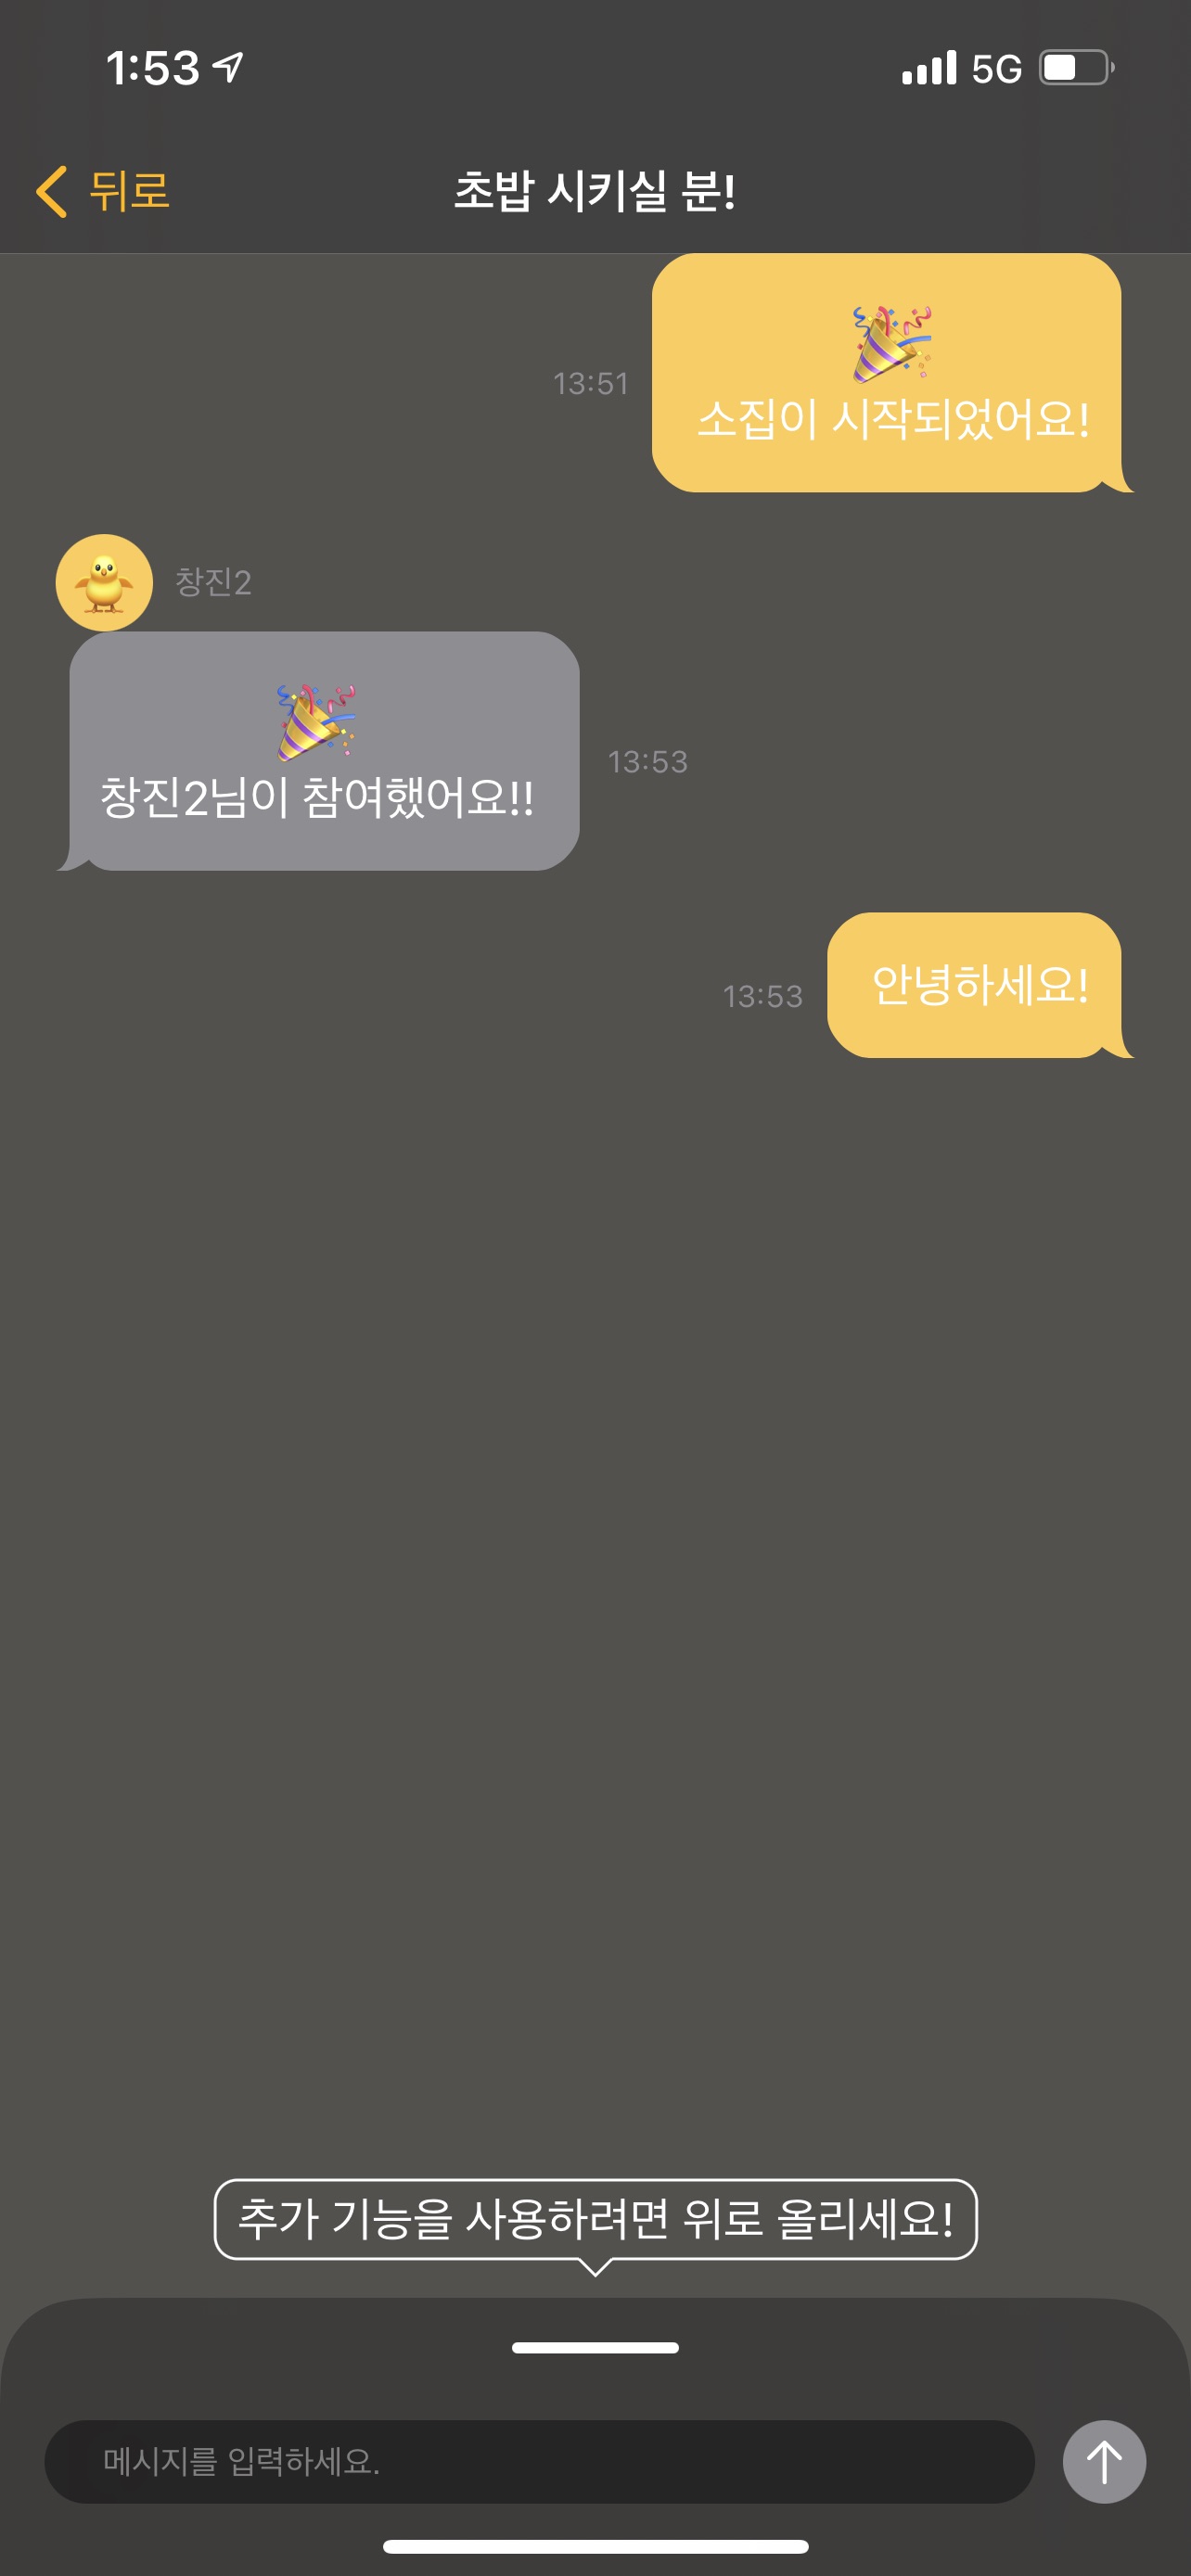 1:53 5G
뒤로 초밥 시키실 분!
소집이 시작되었어요!
13:51
창진2
창진2님이 참여했어요!!
13:53
안녕하세요!
13:53
추가 기능을 사용하려면 위로 올리세요!
메시지를 입력하세요.